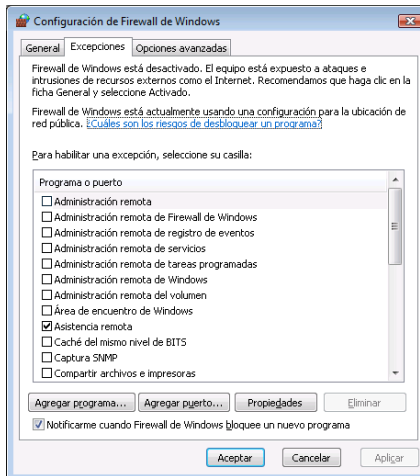 Configuración de Firewall de Windows
General Excepciones Opciones avanzadas
Firewall de Windows está desactivado. El equipo está expuesto a ataques e
intrusiones de recursos externos como el Internet. Recomendamos que haga clic en la
ficha General y seleccione Activado.
Firewall de Windows está actualmente usando una configuración para la ubicación de
red pública. ¿Cuáles son los riesgos de desbloquear un programa?
Para habilitar una excepción, seleccione su casilla:
Programa o puerto
Administración remota
Administración remota de Firewall de Windows
Administración remota de registro de eventos
Administración remota de servicios
Administración remota de tareas programadas
Administración remota de Windows
Administración remota del volumen
Área de encuentro de Windows
Asistencia remota
Caché del mismo nivel de BITS
Captura SNMP
Compartir archivos e impresoras
Agregar programa... Agregar puerto... Propiedades Eliminar
Notificarme cuando Firewall de Windows bloquee un nuevo programa
Aceptar Cancelar Aplicar